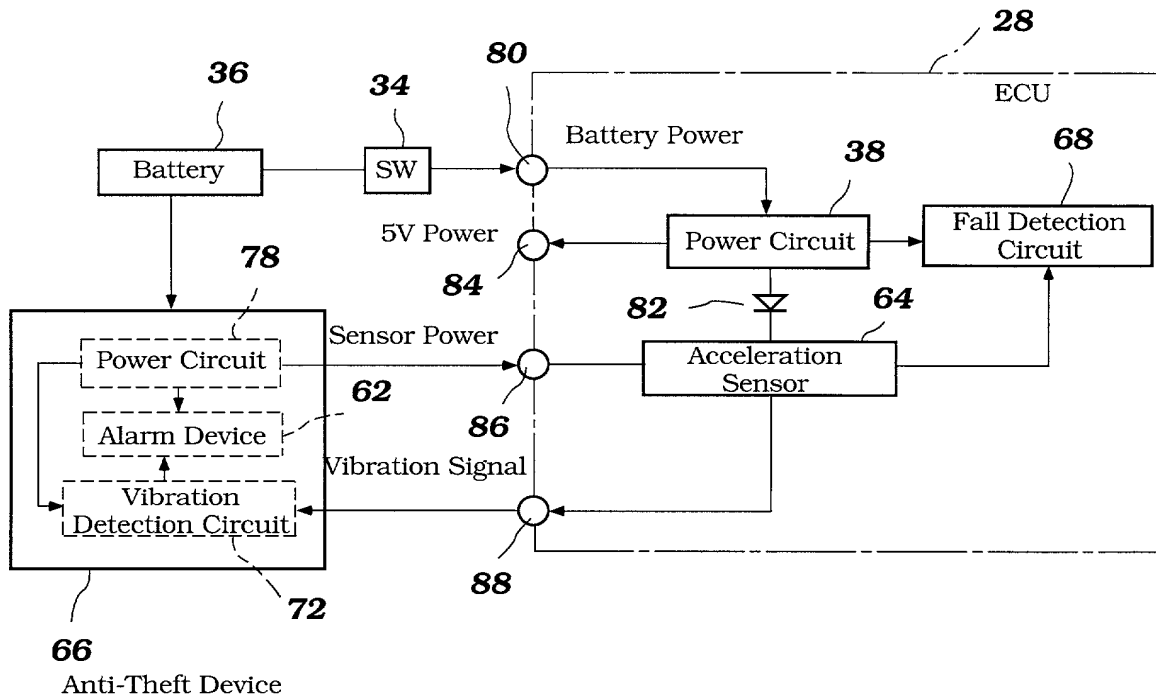 28
80
36
34
ECU
Battery Power
68
Battery
SW
38
5V Power
Power Circuit
Fall Detection
Circuit
78
84
82
64
Sensor Power
Power Circuit
Acceleration
Sensor
62
86
Alarm Device
Vibration Signal
Vibration
Detection Circuit
88
72
66
Anti-Theft Device